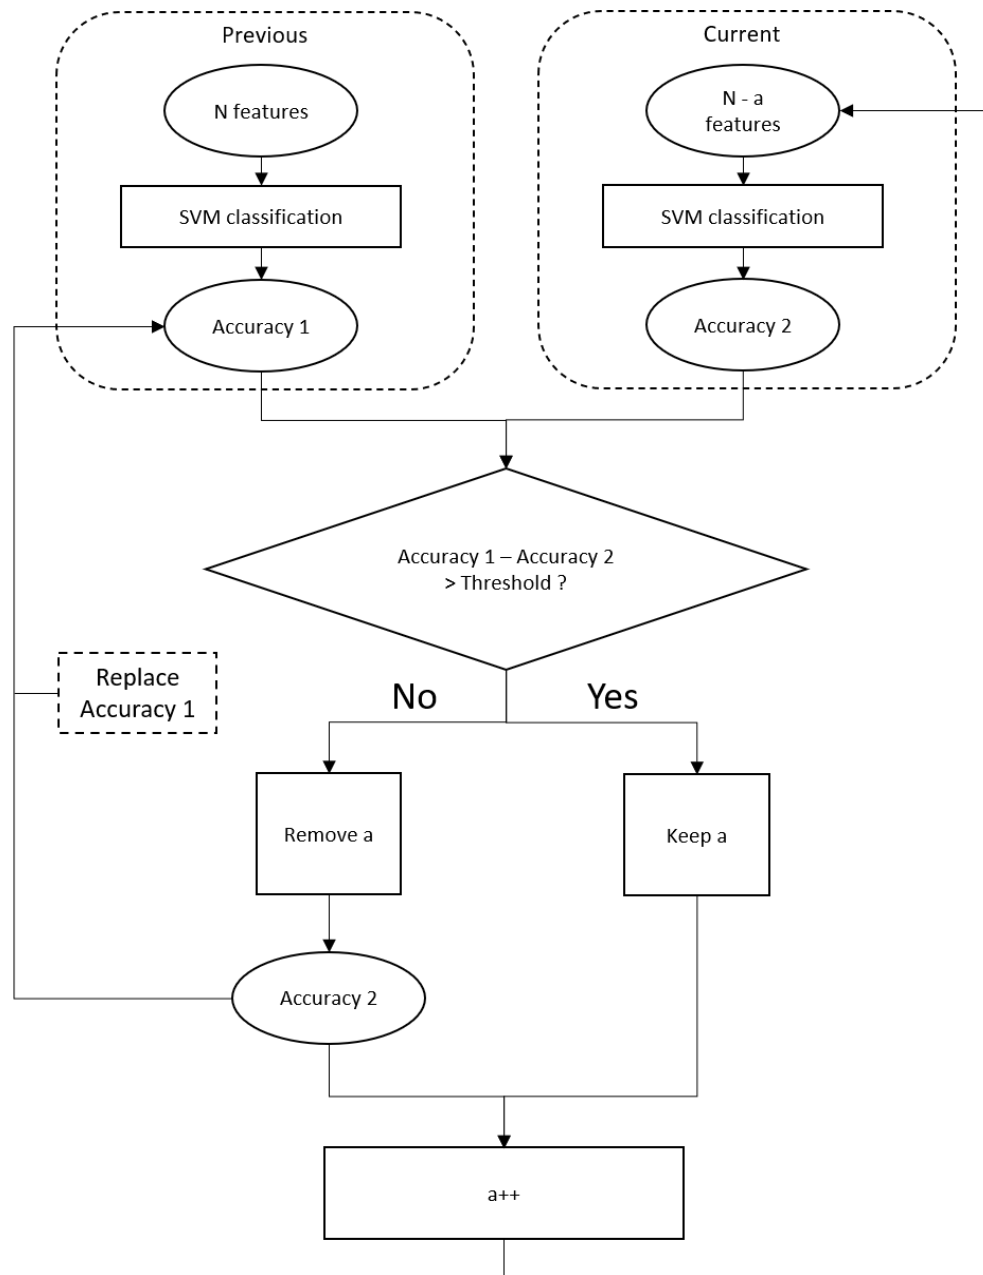 Previous
N features
SVM classification
Accuracy 1
Current
N - a
features
SVM classification
Accuracy 2
Accuracy 1 – Accuracy 2
> Threshold ?
Replace
Accuracy 1
No
Yes
Remove a
Keep a
Accuracy 2
a++